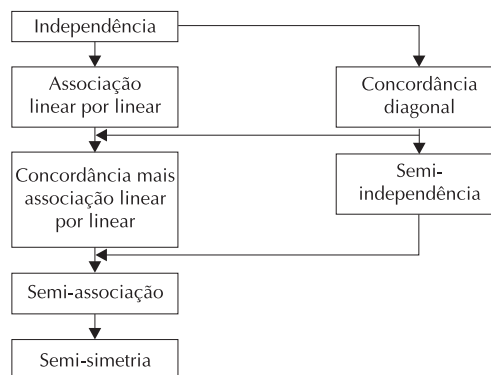 Independência
Associação
linear por linear
Concordância
diagonal
Concordância mais
associação linear
por linear
Semi-
independência
Semi-associação
Semi-simetria